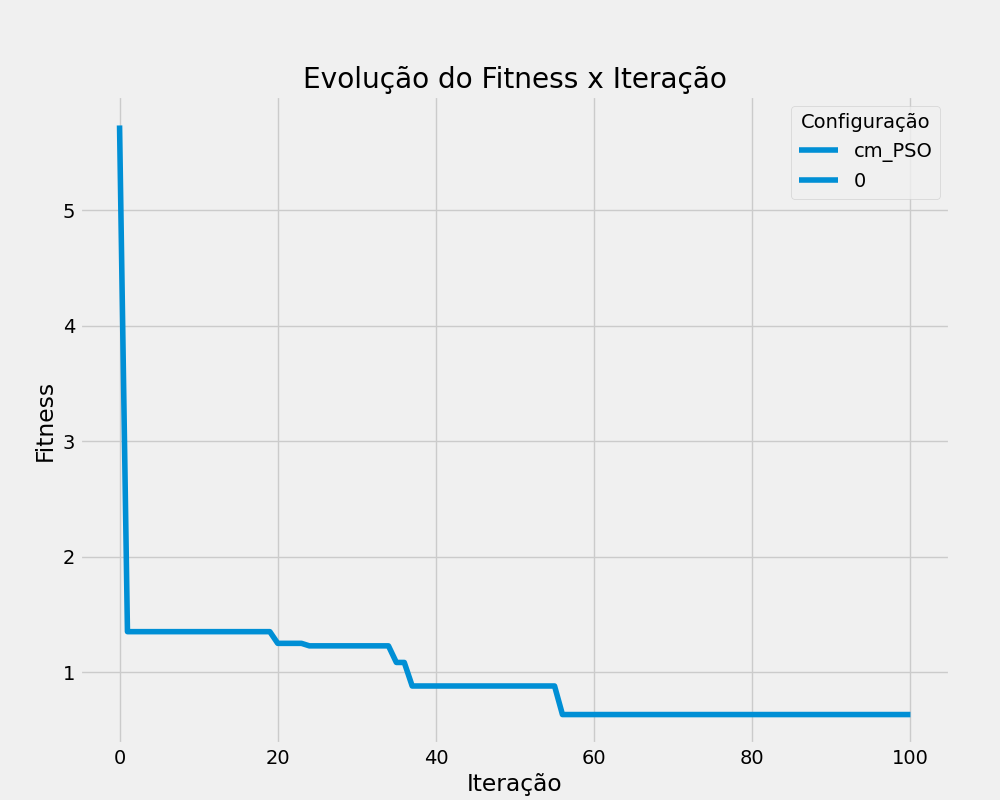 Evolução do Fitness x Iteração
Configuração
cm_PSO
0
5
4
3
2
1
Fitness
0 20 40 60 80 100
Iteração